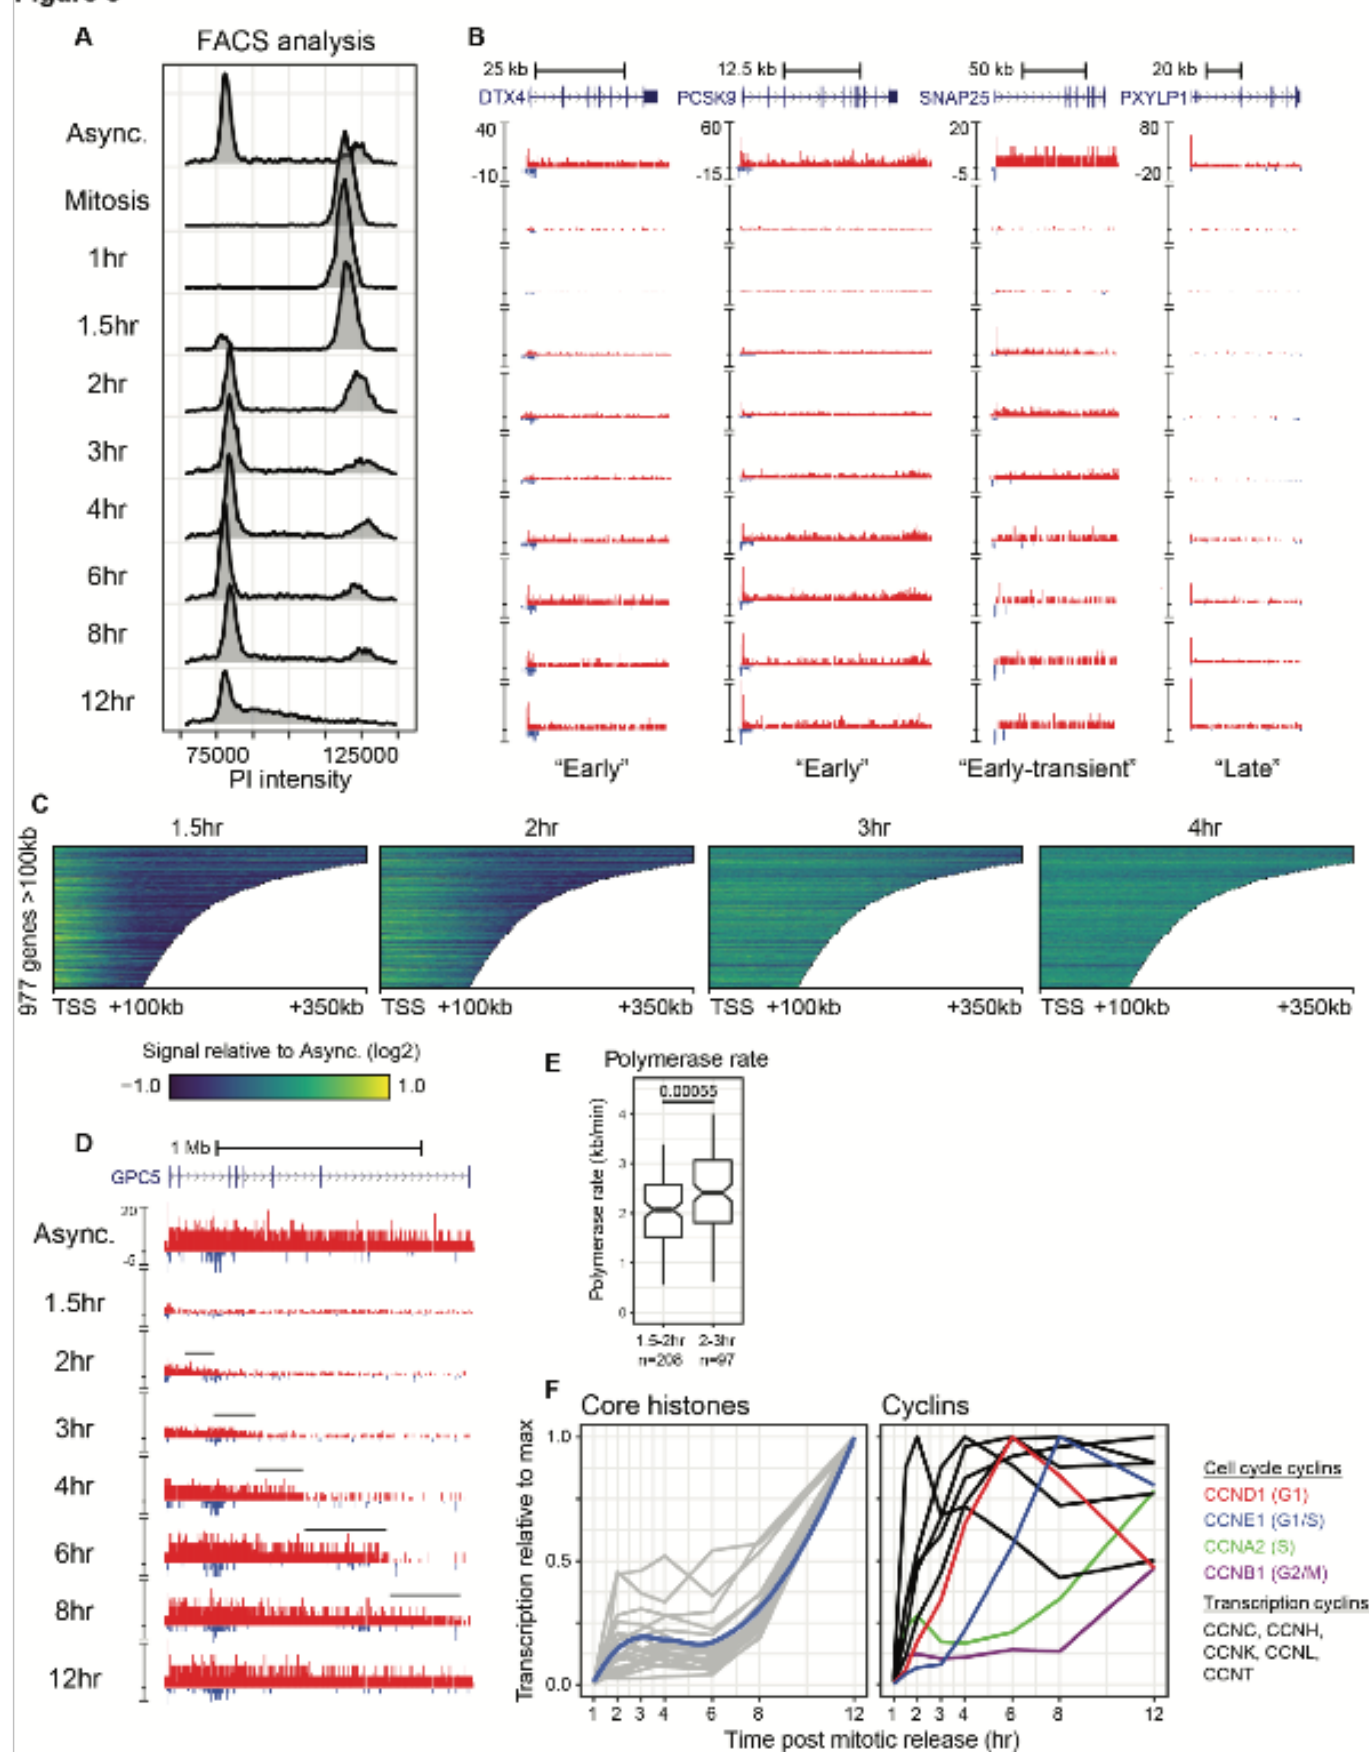 A
FACS analysis
Async.
Mitosis
1hr
1.5hr
2hr
3hr
4hr
6hr
8hr
12hr
75000 125000
PI intensity
B
25 kb 12.5 kb 50 kb 20 kb
DTX4 PCSK9 SNAP25 PXYLP1
40 60 20 80
-10 -15 -5 -20
"Early" "Early" "Early-transient" "Late"
C
1.5hr 2hr 3hr 4hr
977 genes >100kb
TSS +100kb +350kb TSS +100kb +350kb TSS +100kb +350kb TSS +100kb +350kb
Signal relative to Async. (log2)
−1.0 1.0
D
1 Mb
GPC5
20
-5
Async.
1.5hr
2hr
3hr
4hr
6hr
8hr
12hr
E
Polymerase rate
0.00055
Polymerase rate (kb/min)
4
3
2
1
0
1.5-2hr 2-3hr
n=208 n=97
F
Core histones Cyclins
Transcription relative to max
1.0
0.5
0.0
1 2 3 4 6 8 12 1 2 3 4 6 8 12
Time post mitotic release (hr)
Cell cycle cyclins
CCND1 (G1)
CCNE1 (G1/S)
CCNA2 (S)
CCNB1 (G2/M)
Transcription cyclins
CCNC, CCNH,
CCNK, CCNL,
CCNT